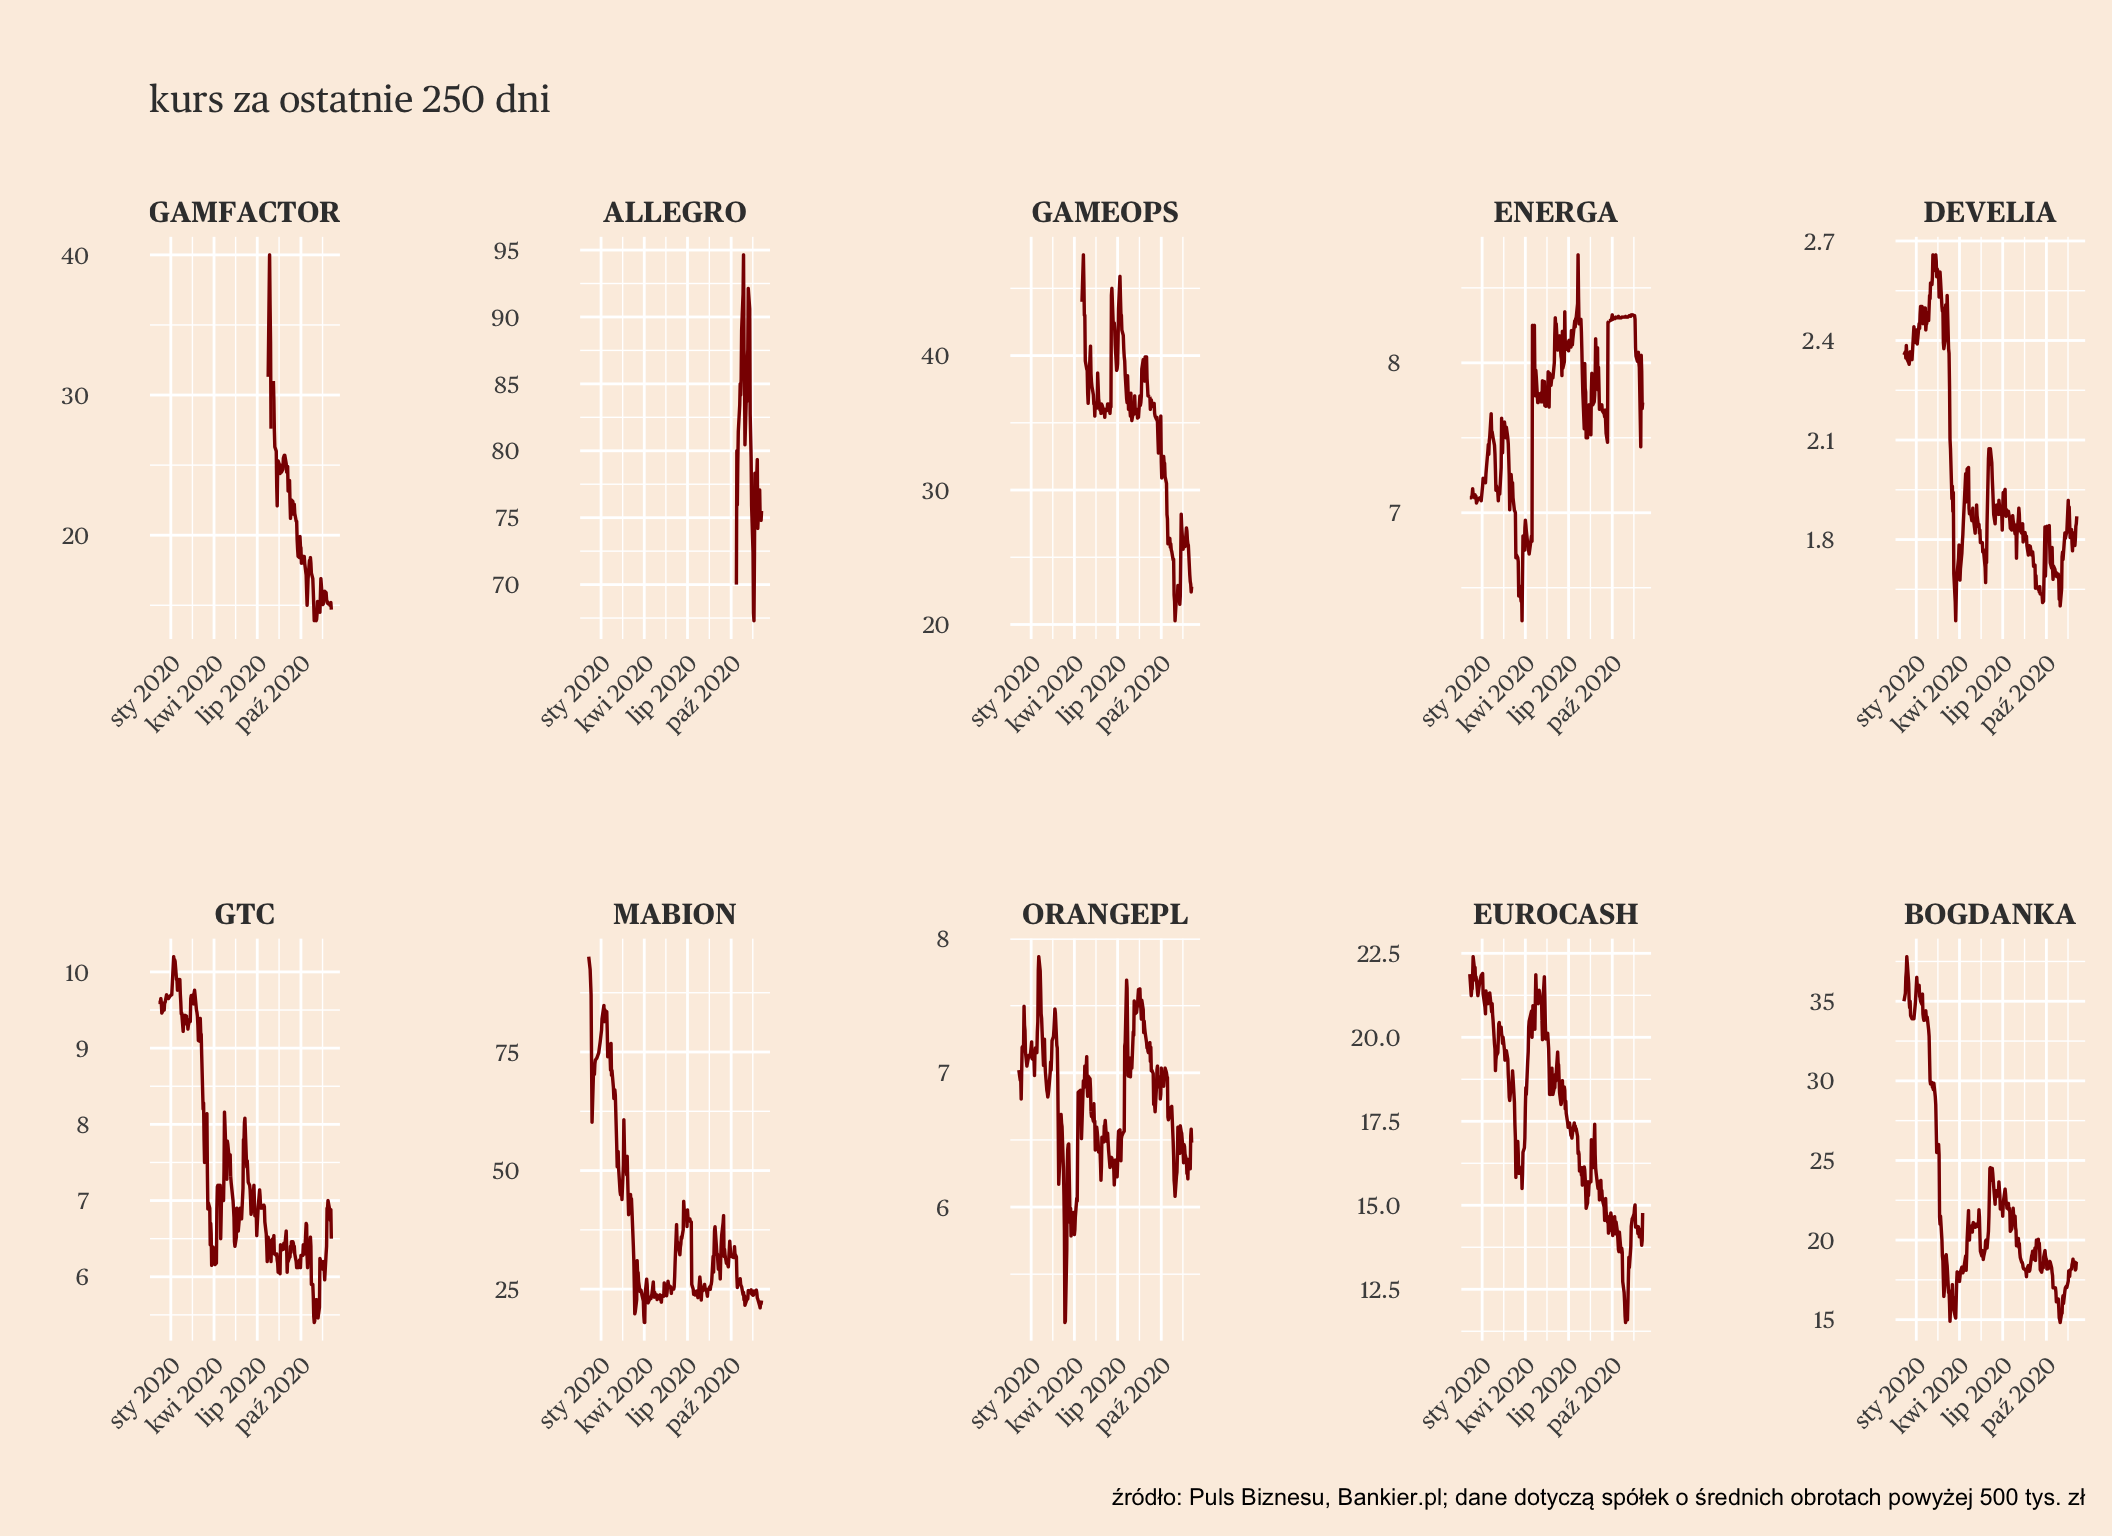 kurs za ostatnie 250 dni
GAMFACTOR
40
30
20
sty 2020
kwi 2020
lip 2020
paź 2020
ALLEGRO
95
90
85
80
75
70
sty 2020
kwi 2020
lip 2020
paź 2020
GAMEOPS
40
30
20
sty 2020
kwi 2020
lip 2020
paź 2020
ENERGA
8
7
sty 2020
kwi 2020
lip 2020
paź 2020
DEVELIA
2.7
2.4
2.1
1.8
sty 2020
kwi 2020
lip 2020
paź 2020
GTC
10
9
8
7
6
sty 2020
kwi 2020
lip 2020
paź 2020
MABION
75
50
25
sty 2020
kwi 2020
lip 2020
paź 2020
ORANGEPL
8
7
6
sty 2020
kwi 2020
lip 2020
paź 2020
EUROCASH
22.5
20.0
17.5
15.0
12.5
sty 2020
kwi 2020
lip 2020
paź 2020
BOGDANKA
35
30
25
20
15
sty 2020
kwi 2020
lip 2020
paź 2020
źródło: Puls Biznesu, Bankier.pl; dane dotyczą spółek o średnich obrotach powyżej 500 tys. zł